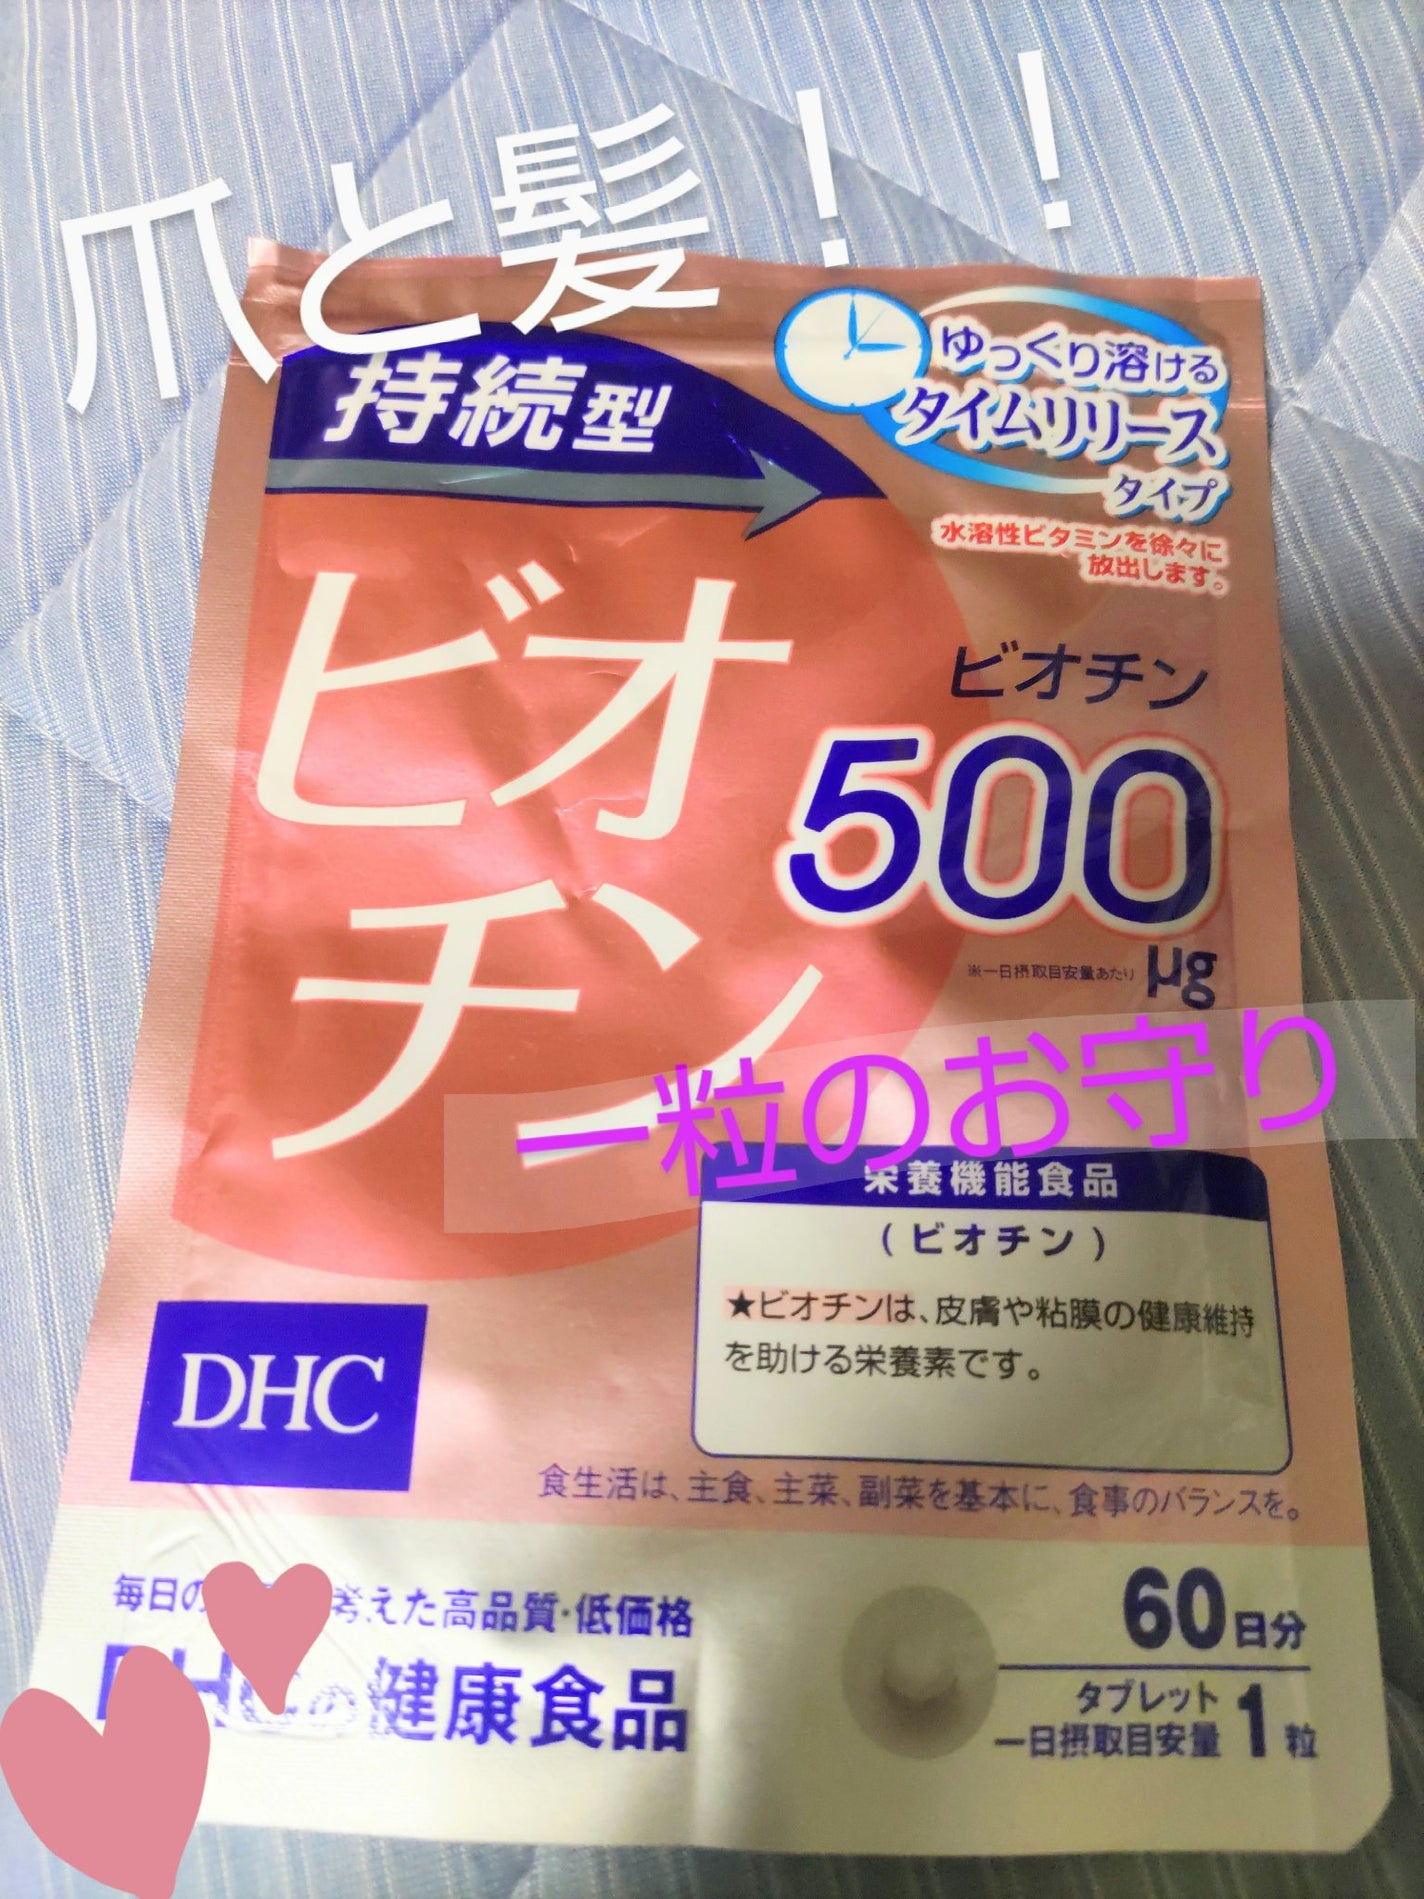 爪と髪！！
持続型
ゆっくり溶ける
タイムリリース
タイプ
水溶性ビタミンを徐々に
放出します。
ビオ
チン
ビオチン
500
※一日摂取目安量あたり μg
一粒のお守り
栄養機能食品
(ビオチン)
★ビオチンは、皮膚や粘膜の健康維持
を助ける栄養素です。
DHC
食生活は、主食、主菜、副菜を基本に、食事のバランスを。
毎日の 考えた高品質・低価格
DHCの健康食品
60日分
タブレット
一日摂取目安量 1粒